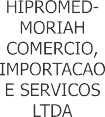 HIPROMED-
MORIAH
COMERCIO,
IMPORTACAO
E SERVICOS
LTDA